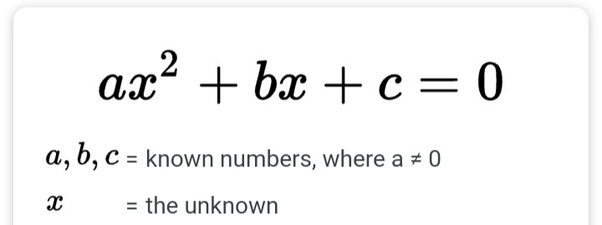 ax² + bx + c = 0
a, b, c = known numbers, where a ≠ 0
x = the unknown